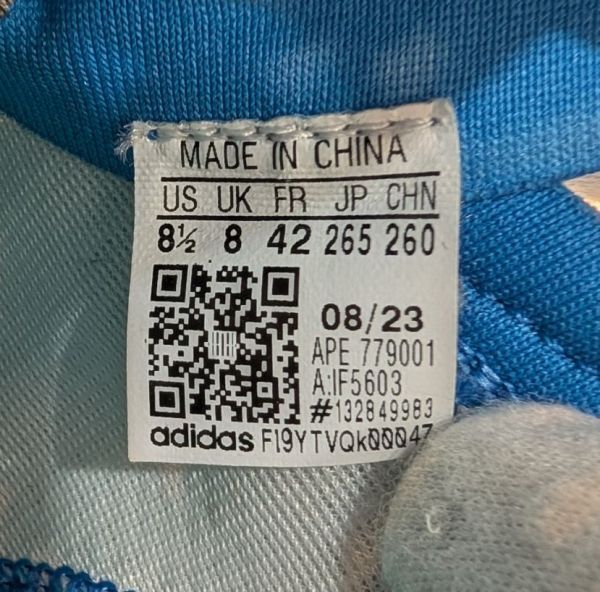 MADE IN CHINA
US UK FR JP CHN
8½ 8 42 265 260
08/23
APE 779001
A:IF5603
#132849983
adidas F19YTVQk00047